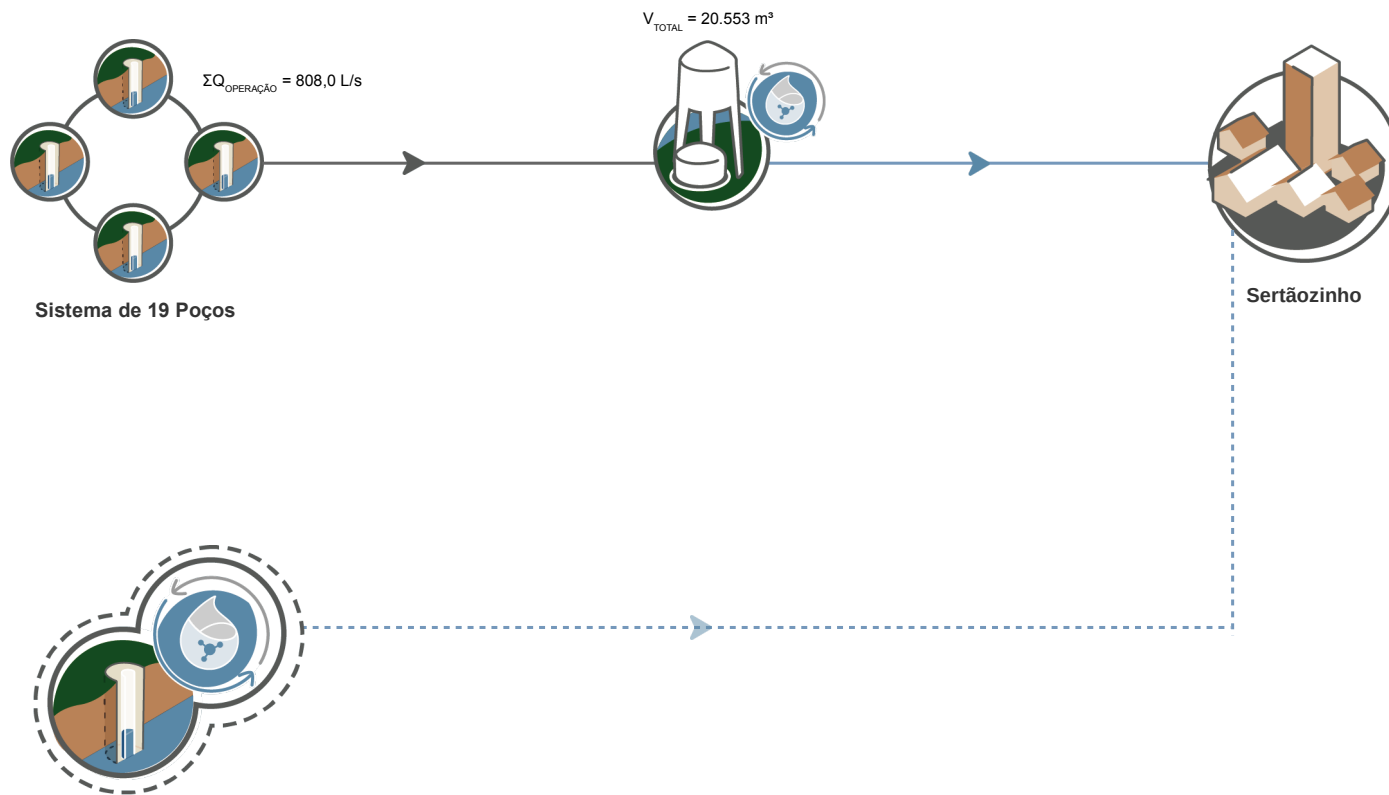 V_TOTAL = 20.553 m³
ΣQ_OPERAÇÃO = 808,0 L/s
Sertãozinho
Sistema de 19 Poços